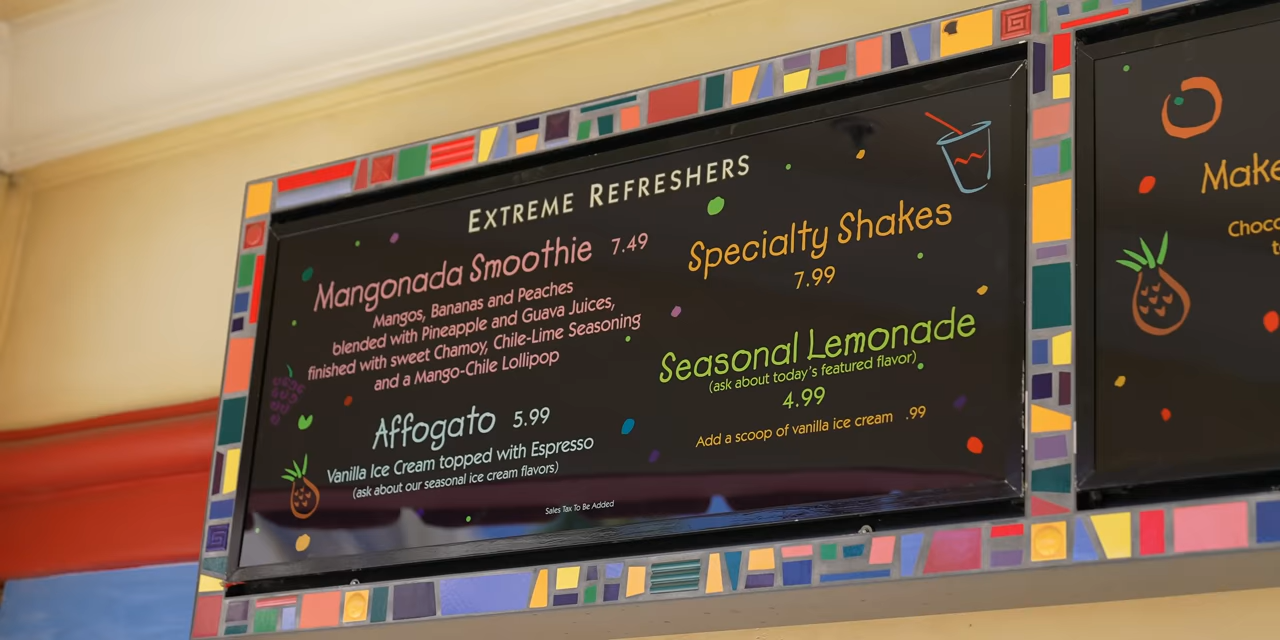 EXTREME REFRESHERS
Mangonada Smoothie 7.49
Mangos, Bananas and Peaches
blended with Pineapple and Guava Juices,
finished with sweet Chamoy, Chile-Lime Seasoning
and a Mango-Chile Lollipop
Affogato 5.99
Vanilla Ice Cream topped with Espresso
(ask about our seasonal ice cream flavors)
Specialty Shakes
7.99
Seasonal Lemonade
(ask about today's featured flavor)
4.99
Add a scoop of vanilla ice cream .99
Sales Tax To Be Added
Make